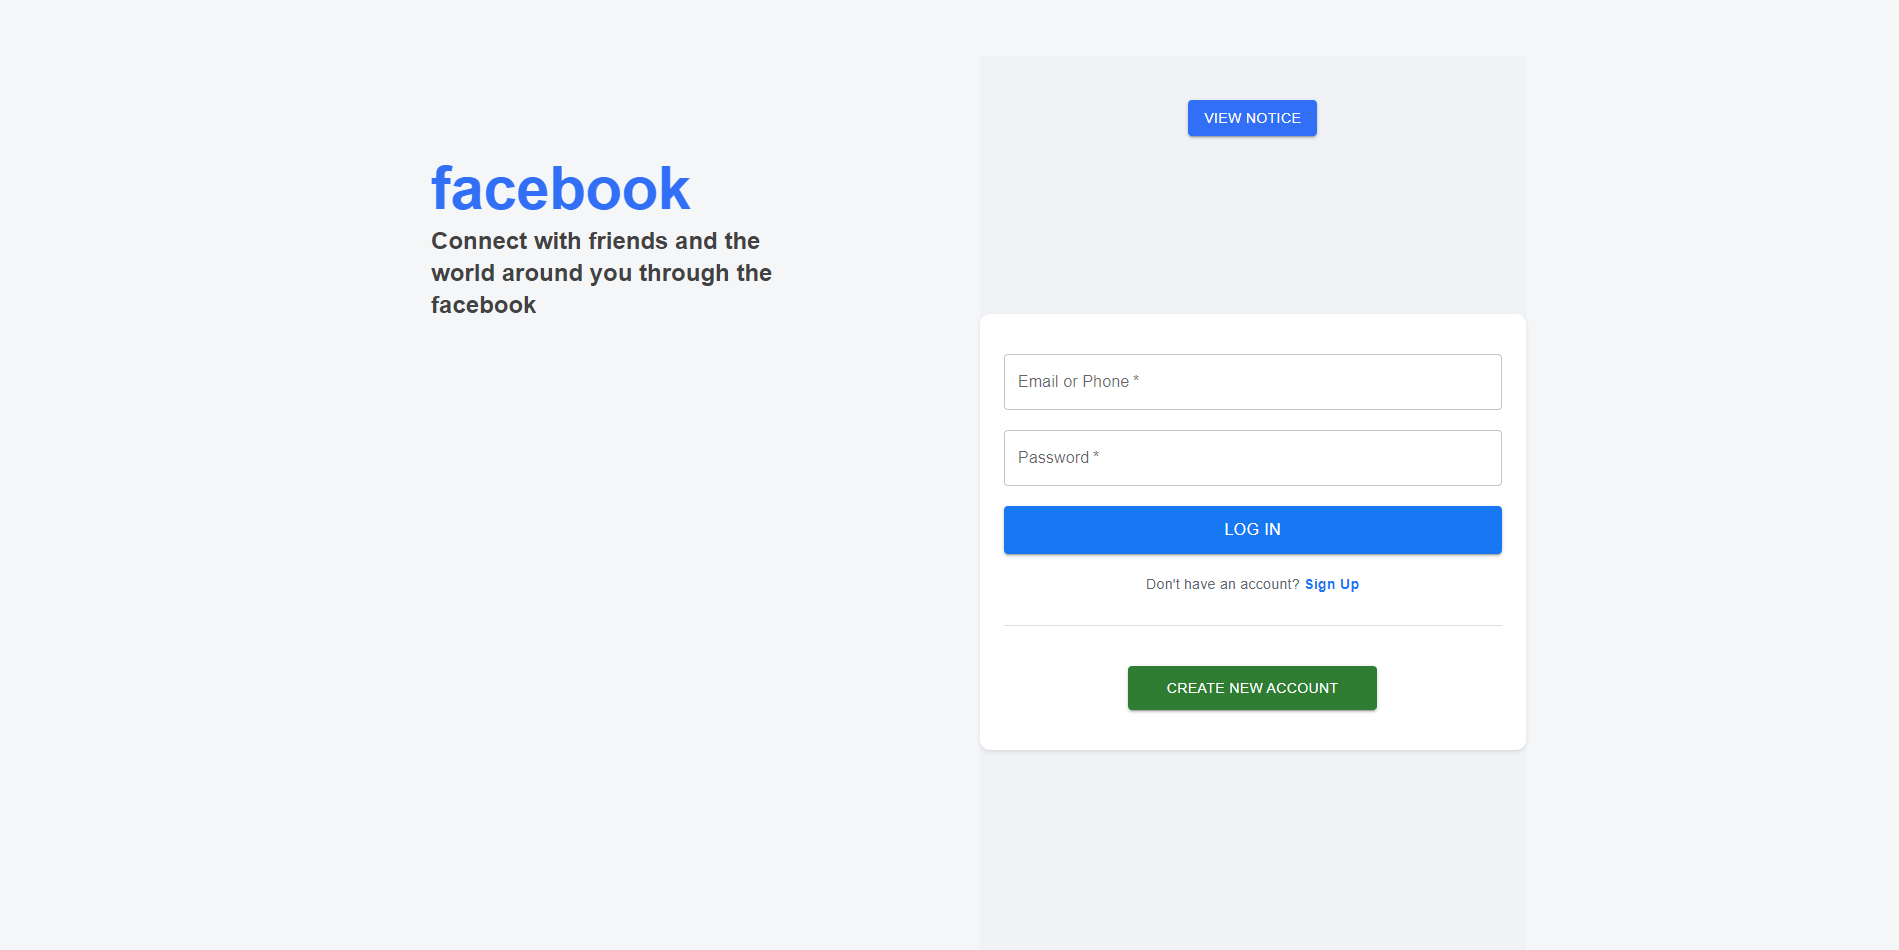 facebook
Connect with friends and the
world around you through the
facebook
VIEW NOTICE
Email or Phone *
Password *
LOG IN
Don't have an account? Sign Up
CREATE NEW ACCOUNT